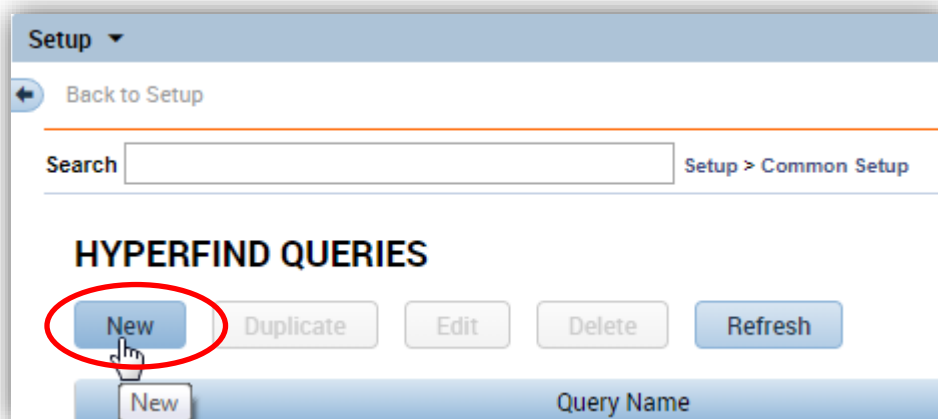 Setup
Back to Setup
Search Setup > Common Setup
HYPERFIND QUERIES
New Duplicate Edit Delete Refresh
New Query Name